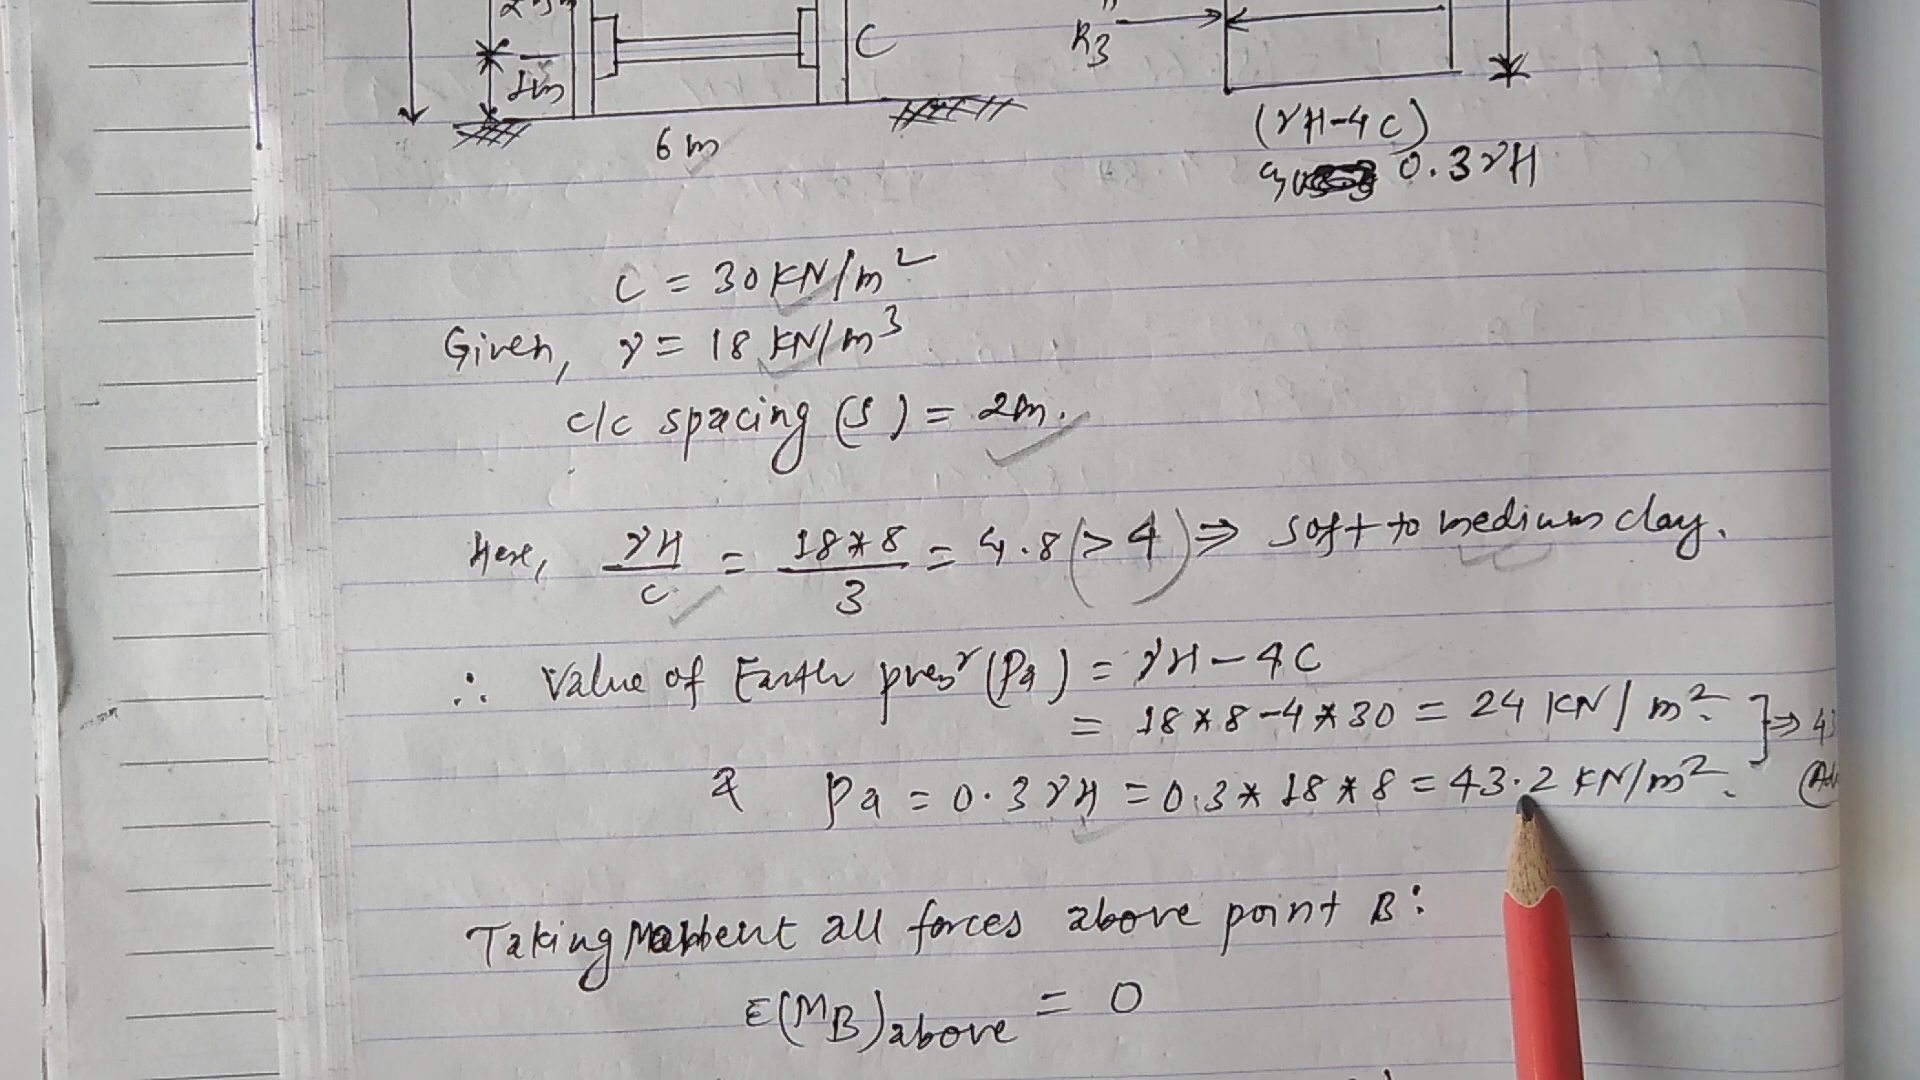 C
R3
1m
6 m
(γH-4C)
0.3γH
C = 30 KN/m²
Given, γ = 18 KN/m³
c/c spacing (s) = 2m.
Here, γH/C = 18*8/3 = 4.8 (>4) ⇒ soft to medium clay.
∴ Value of Earth presr (Pa) = γH - 4C
= 18*8-4*30 = 24 KN/m². ⇒ 43
& Pa = 0.3γH = 0.3*18*8 = 43.2 KN/m².
Taking Moment all forces above point B:
Σ(MB)above = 0